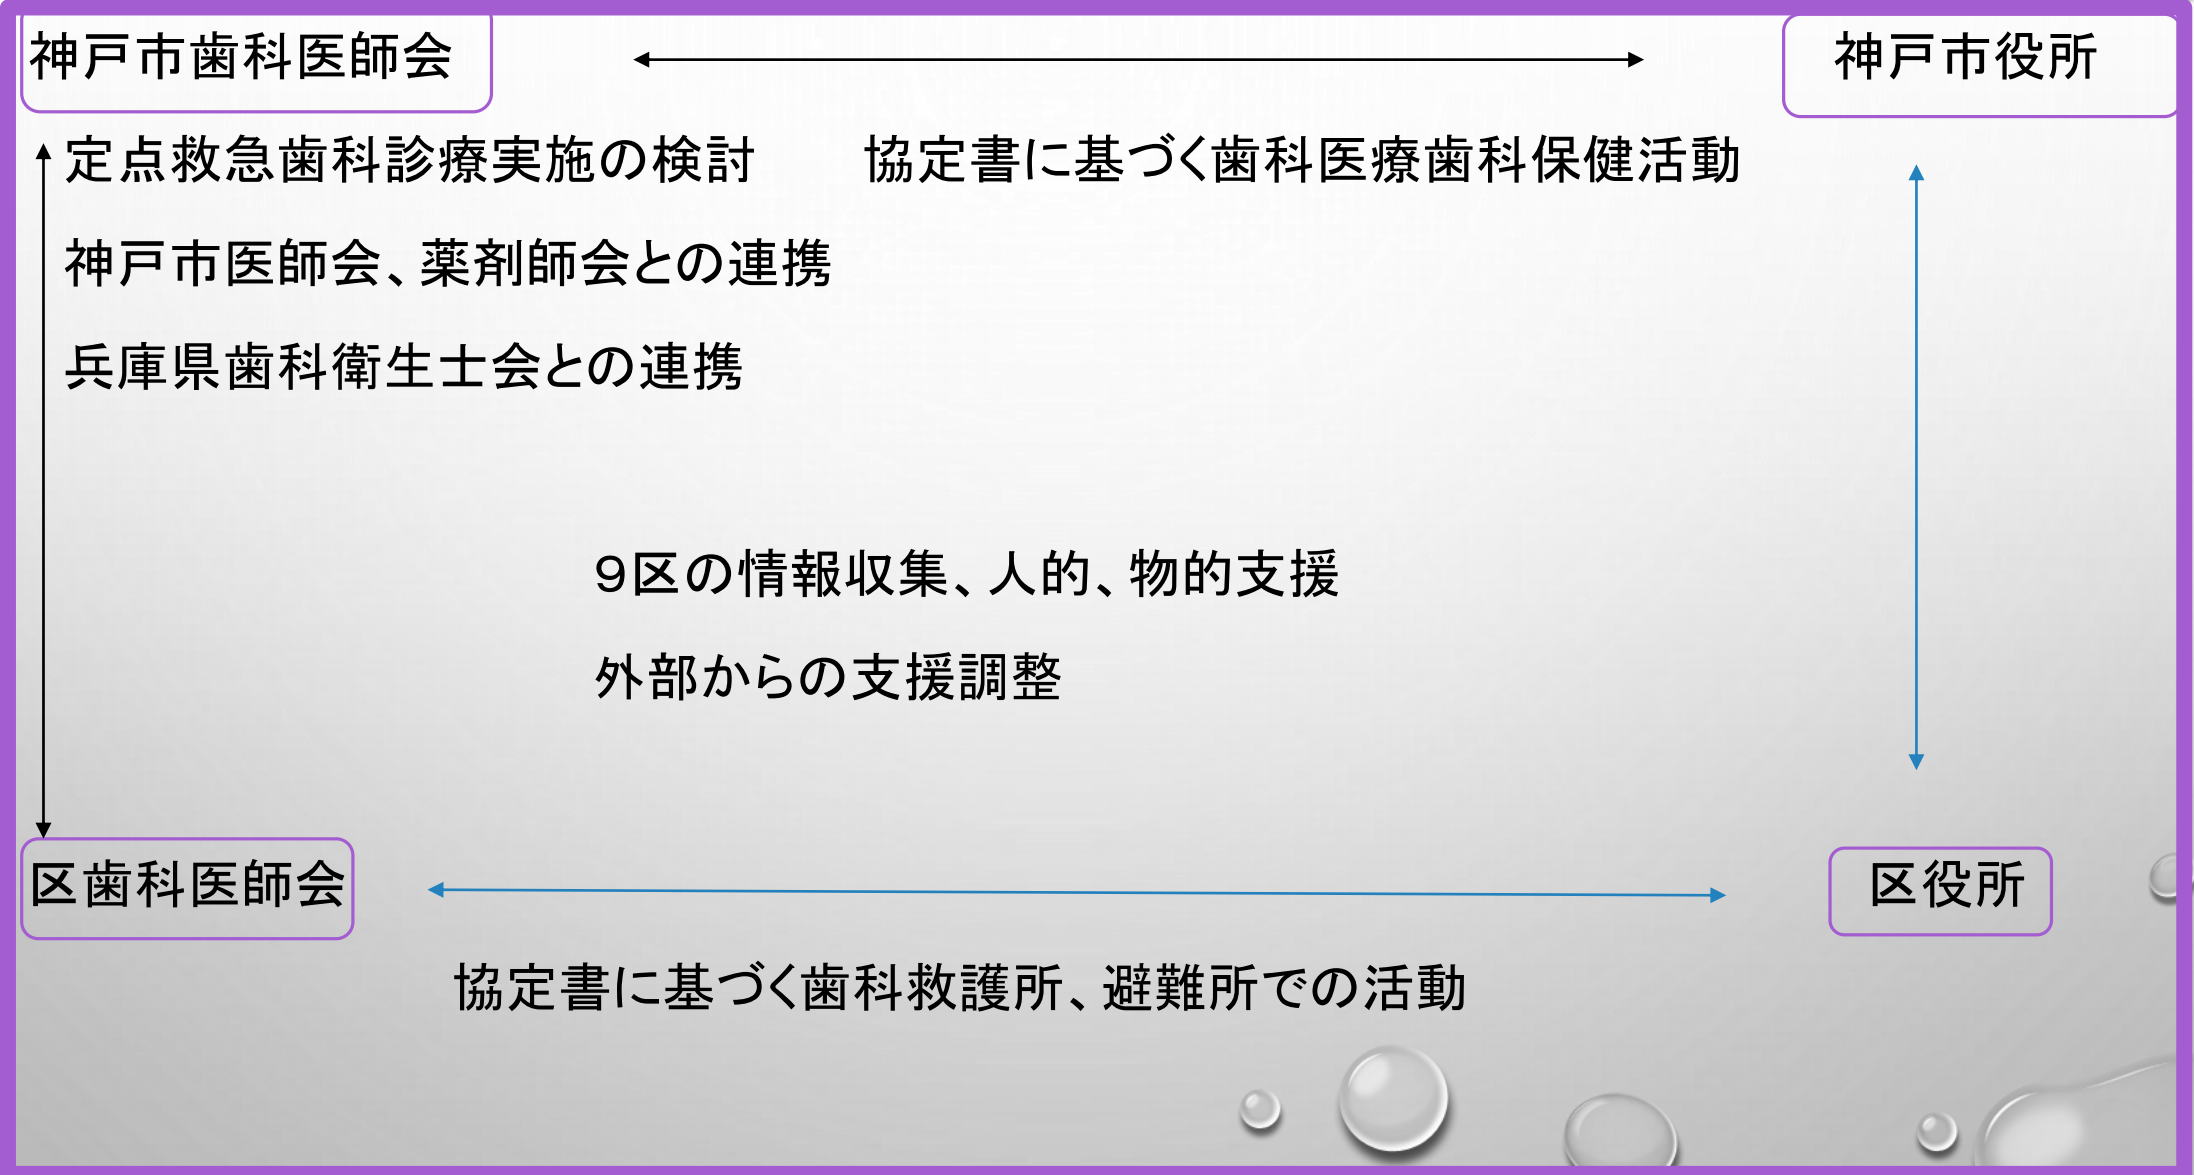 神戸市歯科医師会
神戸市役所
定点救急歯科診療実施の検討
協定書に基づく歯科医療歯科保健活動
神戸市医師会、薬剤師会との連携
兵庫県歯科衛生士会との連携
９区の情報収集、人的、物的支援
外部からの支援調整
区歯科医師会
区役所
協定書に基づく歯科救護所、避難所での活動